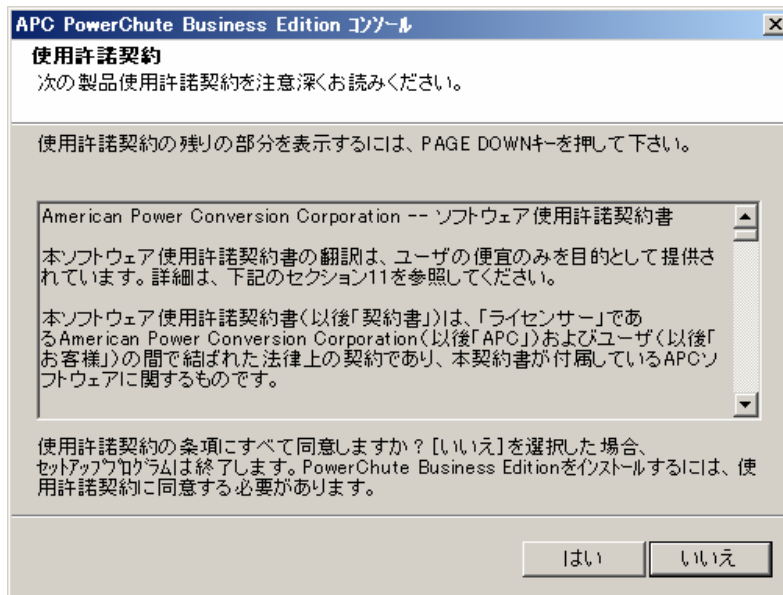 APC PowerChute Business Edition ｺﾝｿｰﾙ
使用許諾契約
次の製品使用許諾契約を注意深くお読みください。
使用許諾契約の残りの部分を表示するには、PAGE DOWNｷｰを押して下さい。
American Power Conversion Corporation -- ソフトウェア使用許諾契約書
本ソフトウェア使用許諾契約書の翻訳は、ユーザの便宜のみを目的として提供さ
れています。詳細は、下記のセクション11を参照してください。
本ソフトウェア使用許諾契約書(以後「契約書」)は、「ライセンサー」であ
るAmerican Power Conversion Corporation(以後「APC」)およびユーザ(以後「
お客様」)の間で結ばれた法律上の契約であり、本契約書が付属しているAPCソ
フトウェアに関するものです。
使用許諾契約の条項にすべて同意しますか？[いいえ]を選択した場合、
ｾｯﾄｱｯﾌﾟﾌﾟﾛｸﾞﾗﾑは終了します。PowerChute Business Editionをｲﾝｽﾄｰﾙするには、使
用許諾契約に同意する必要があります。
はい
いいえ